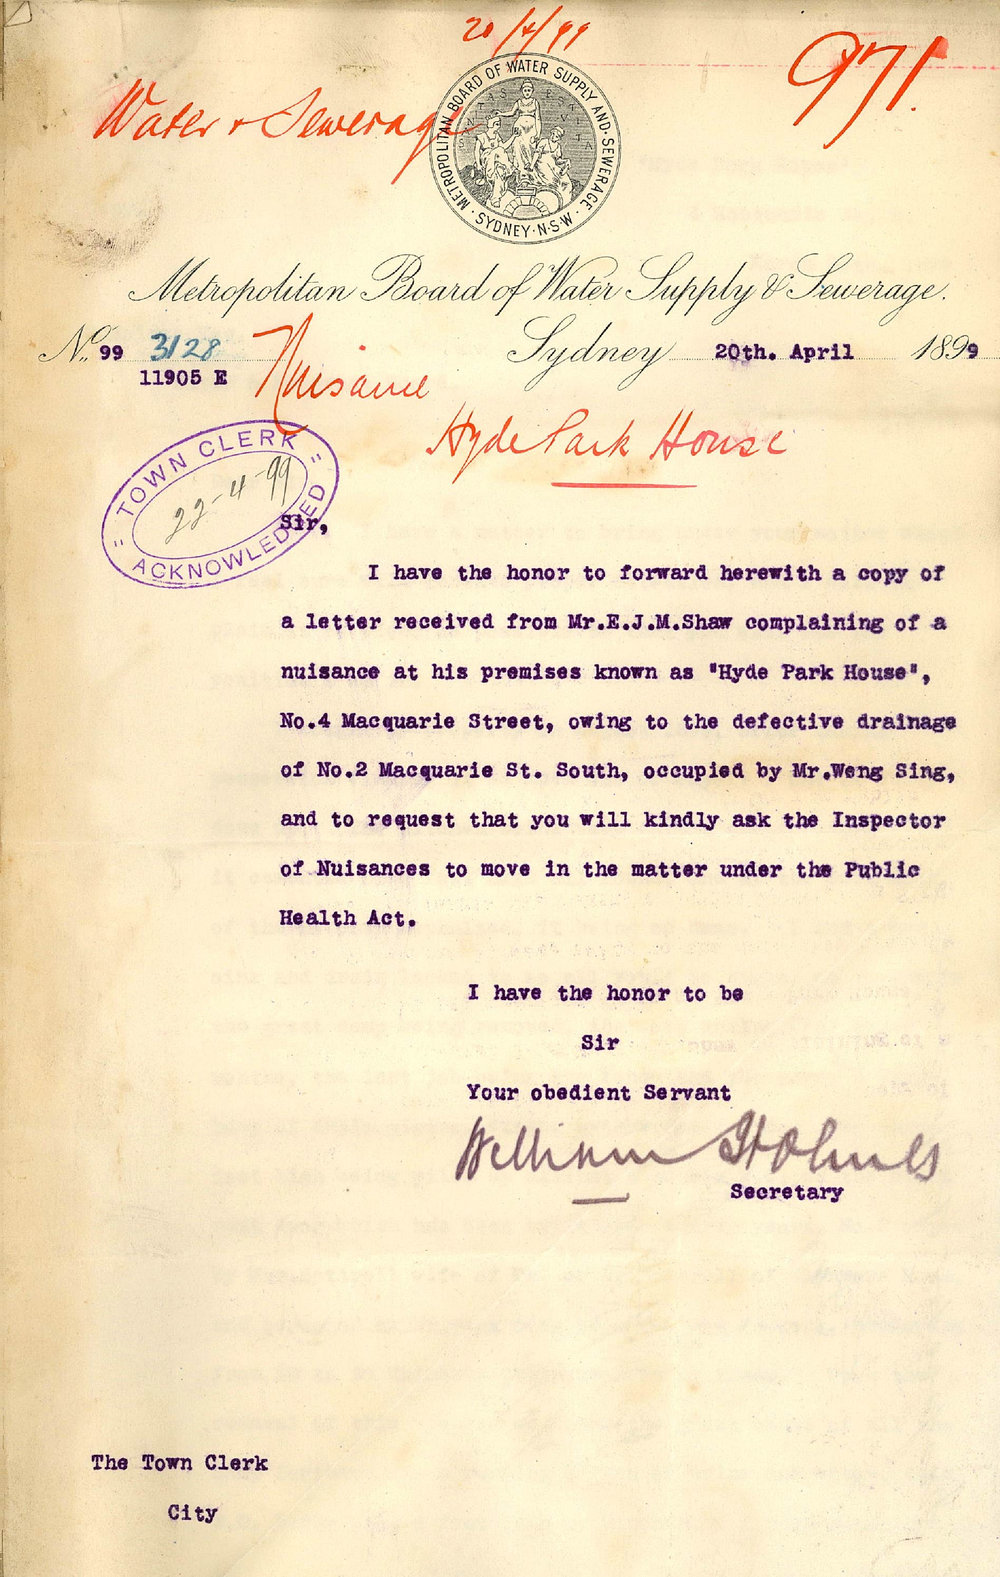 20/4/99
971.
Water & Sewerage
METROPOLITAN BOARD OF WATER SUPPLY AND SEWERAGE.
SANITAS
· SYDNEY · N·S·W ·
Metropolitan Board of Water Supply & Sewerage.
No. 99 3128
Sydney 20th. April 1899
11905 E
Nuisance
Hyde Park House
" TOWN CLERK "
22-4-99
ACKNOWLEDGED
Sir,
I have the honor to forward herewith a copy of
a letter received from Mr.E.J.M.Shaw complaining of a
nuisance at his premises known as "Hyde Park House",
No.4 Macquarie Street, owing to the defective drainage
of No.2 Macquarie St. South, occupied by Mr.Weng Sing,
and to request that you will kindly ask the Inspector
of Nuisances to move in the matter under the Public
Health Act.
I have the honor to be
Sir
Your obedient Servant
William Holmes
Secretary
The Town Clerk
City